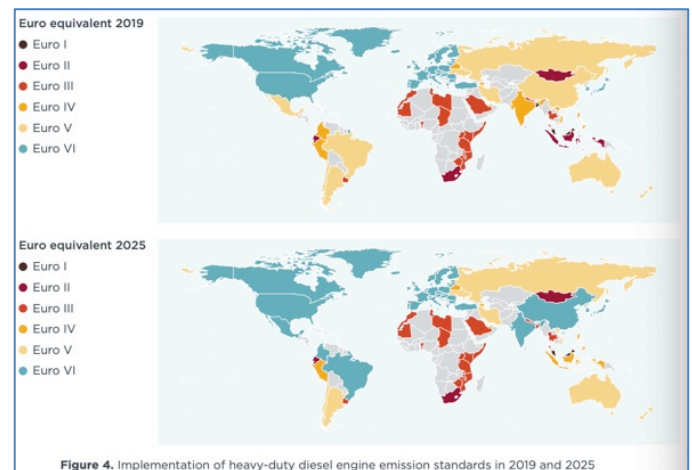 Euro equivalent 2019
Euro I
Euro II
Euro III
Euro IV
Euro V
Euro VI
Euro equivalent 2025
Euro I
Euro II
Euro III
Euro IV
Euro V
Euro VI
Figure 4. Implementation of heavy-duty diesel engine emission standards in 2019 and 2025